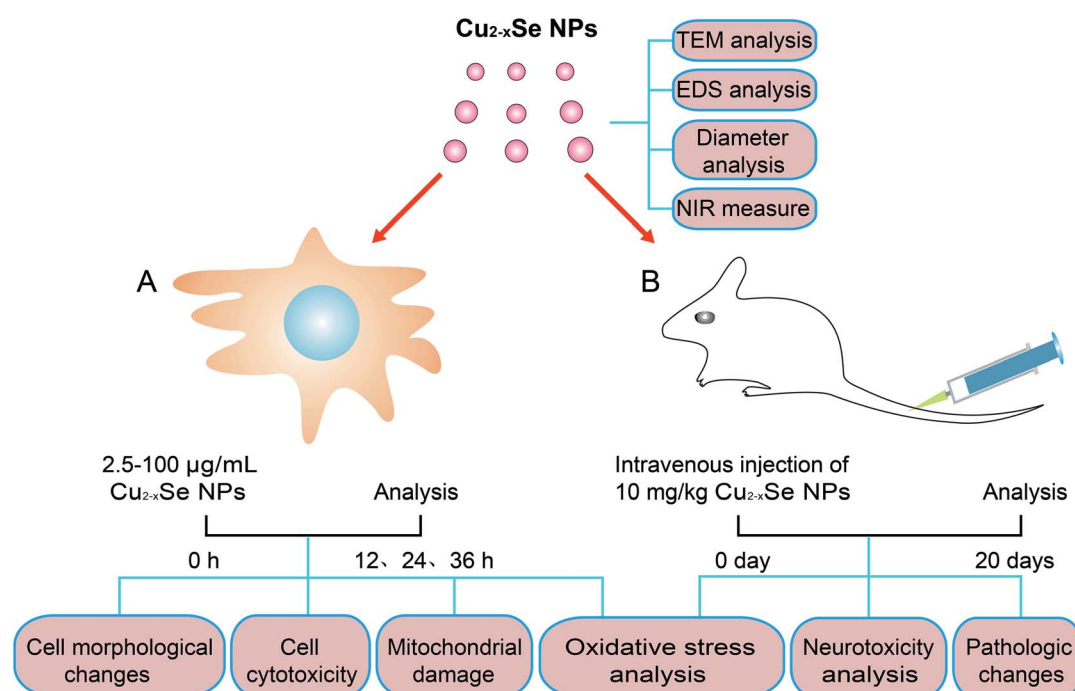 Cu₂₋ₓSe NPs
TEM analysis
EDS analysis
Diameter
analysis
NIR measure
A
B
2.5-100 μg/mL
Cu₂₋ₓSe NPs
Analysis
0 h
12、24、36 h
Intravenous injection of
10 mg/kg Cu₂₋ₓSe NPs
Analysis
0 day
20 days
Cell morphological
changes
Cell
cytotoxicity
Mitochondrial
damage
Oxidative stress
analysis
Neurotoxicity
analysis
Pathologic
changes